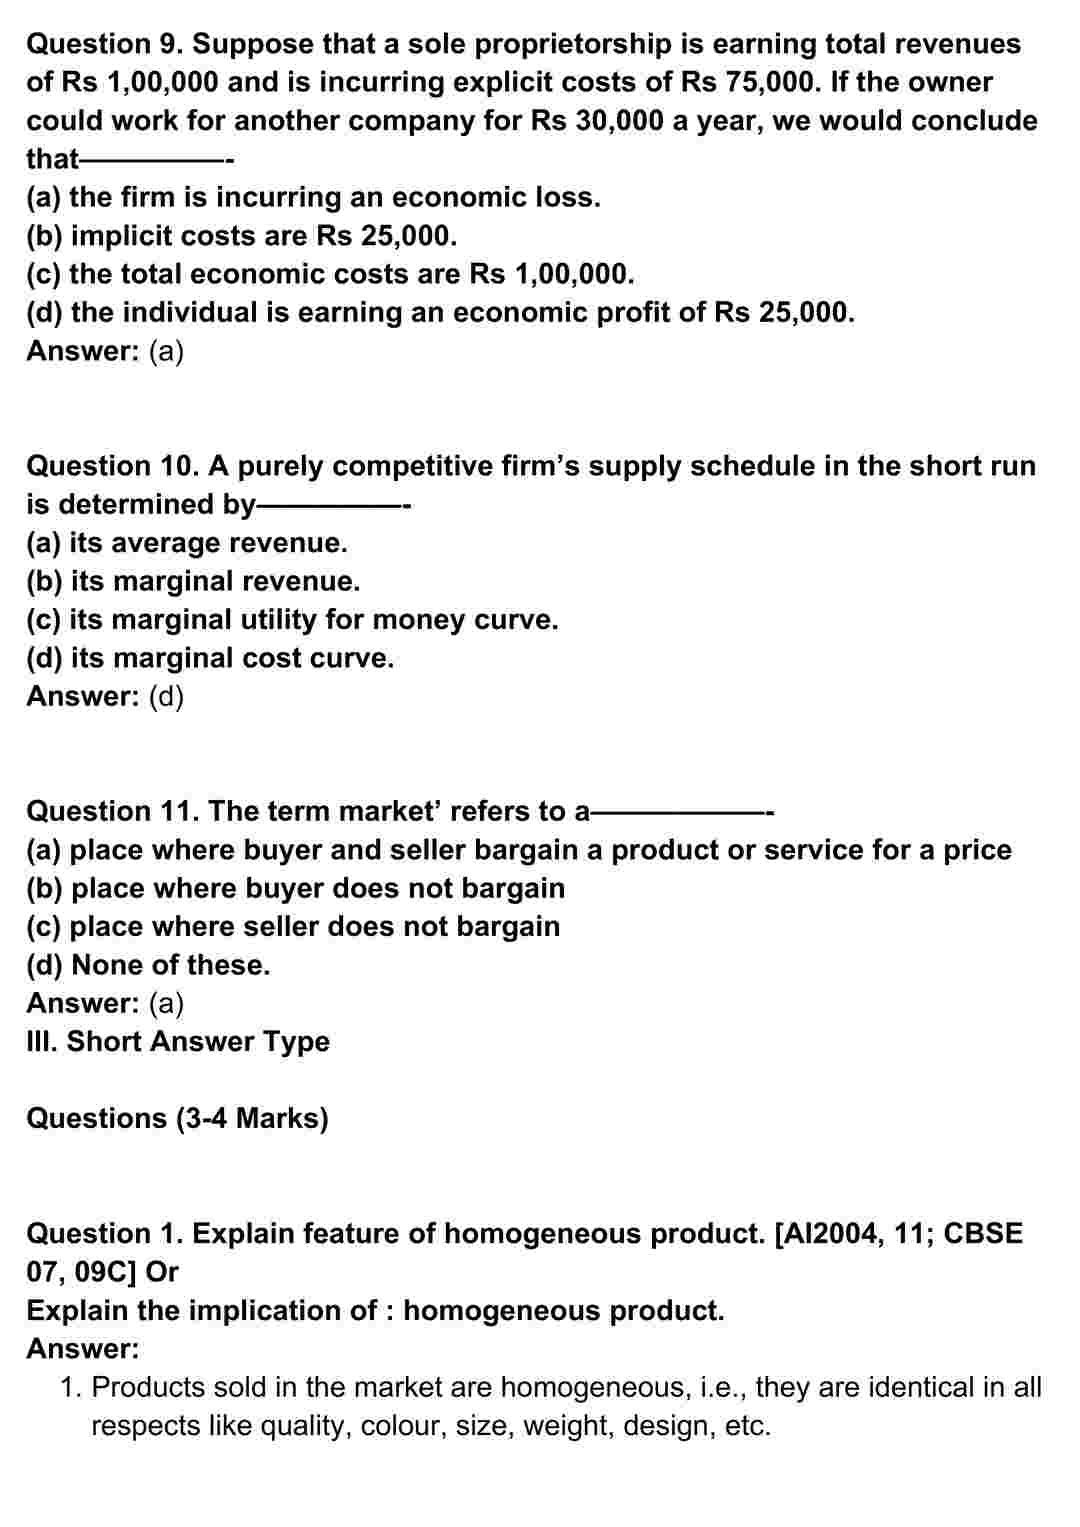 Question 9. Suppose that a sole proprietorship is earning total revenues
of Rs 1,00,000 and is incurring explicit costs of Rs 75,000. If the owner
could work for another company for Rs 30,000 a year, we would conclude
that—————-
(a) the firm is incurring an economic loss.
(b) implicit costs are Rs 25,000.
(c) the total economic costs are Rs 1,00,000.
(d) the individual is earning an economic profit of Rs 25,000.
Answer: (a)
Question 10. A purely competitive firm’s supply schedule in the short run
is determined by—————-
(a) its average revenue.
(b) its marginal revenue.
(c) its marginal utility for money curve.
(d) its marginal cost curve.
Answer: (d)
Question 11. The term market’ refers to a——————-
(a) place where buyer and seller bargain a product or service for a price
(b) place where buyer does not bargain
(c) place where seller does not bargain
(d) None of these.
Answer: (a)
III. Short Answer Type
Questions (3-4 Marks)
Question 1. Explain feature of homogeneous product. [AI2004, 11; CBSE
07, 09C] Or
Explain the implication of : homogeneous product.
Answer:
1. Products sold in the market are homogeneous, i.e., they are identical in all
respects like quality, colour, size, weight, design, etc.